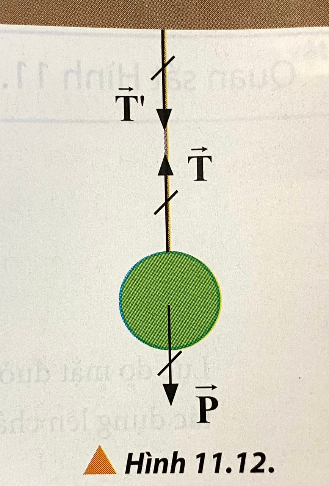 T⃗'
T⃗
P⃗
Hình 11.12.